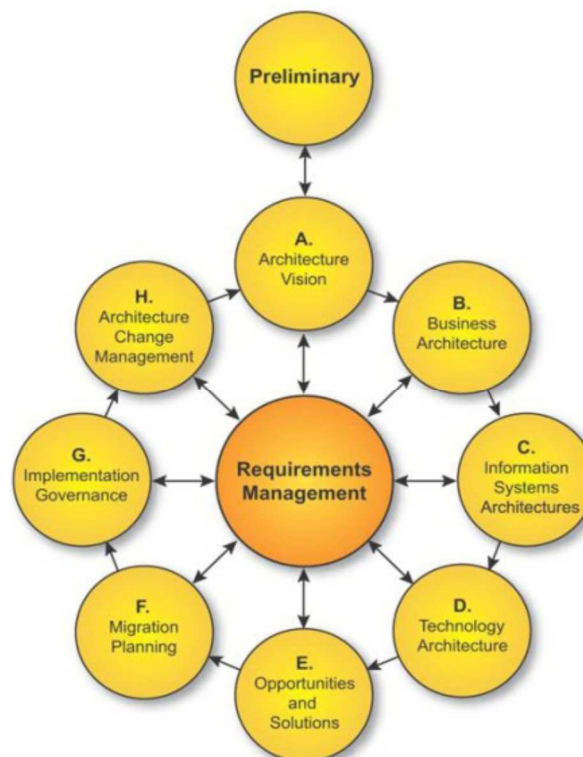 Preliminary
A.
Architecture
Vision
B.
Business
Architecture
C.
Information
Systems
Architectures
D.
Technology
Architecture
E.
Opportunities
and
Solutions
F.
Migration
Planning
G.
Implementation
Governance
H.
Architecture
Change
Management
Requirements
Management